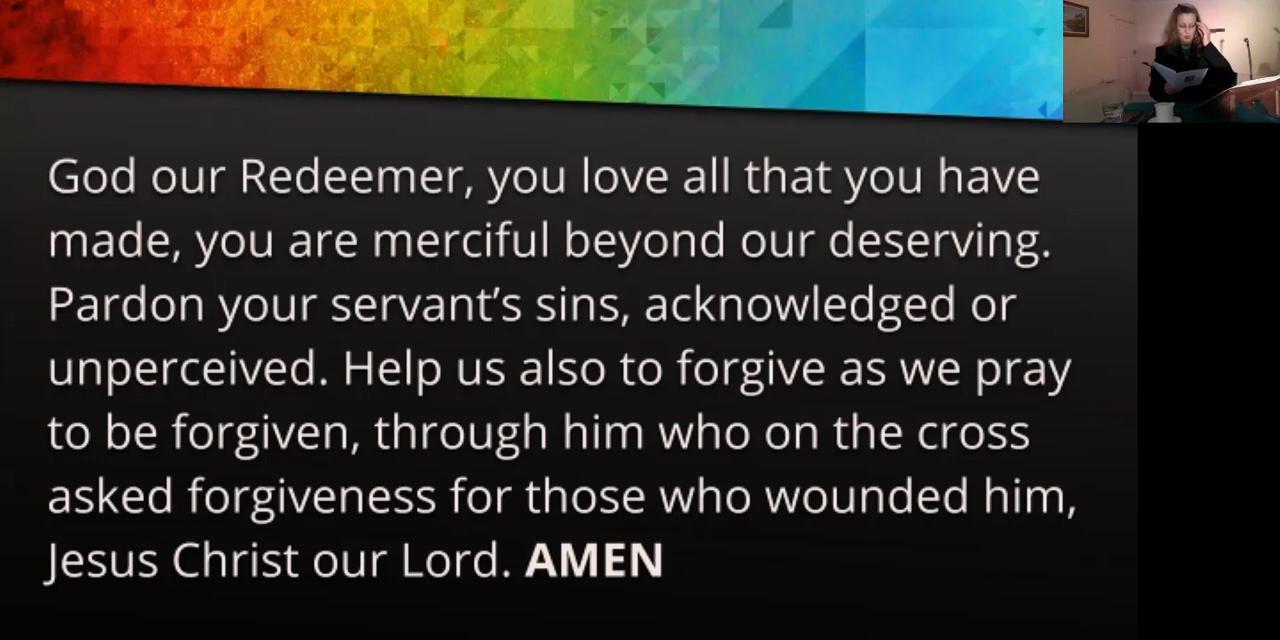 God our Redeemer, you love all that you have
made, you are merciful beyond our deserving.
Pardon your servant’s sins, acknowledged or
unperceived. Help us also to forgive as we pray
to be forgiven, through him who on the cross
asked forgiveness for those who wounded him,
Jesus Christ our Lord. AMEN